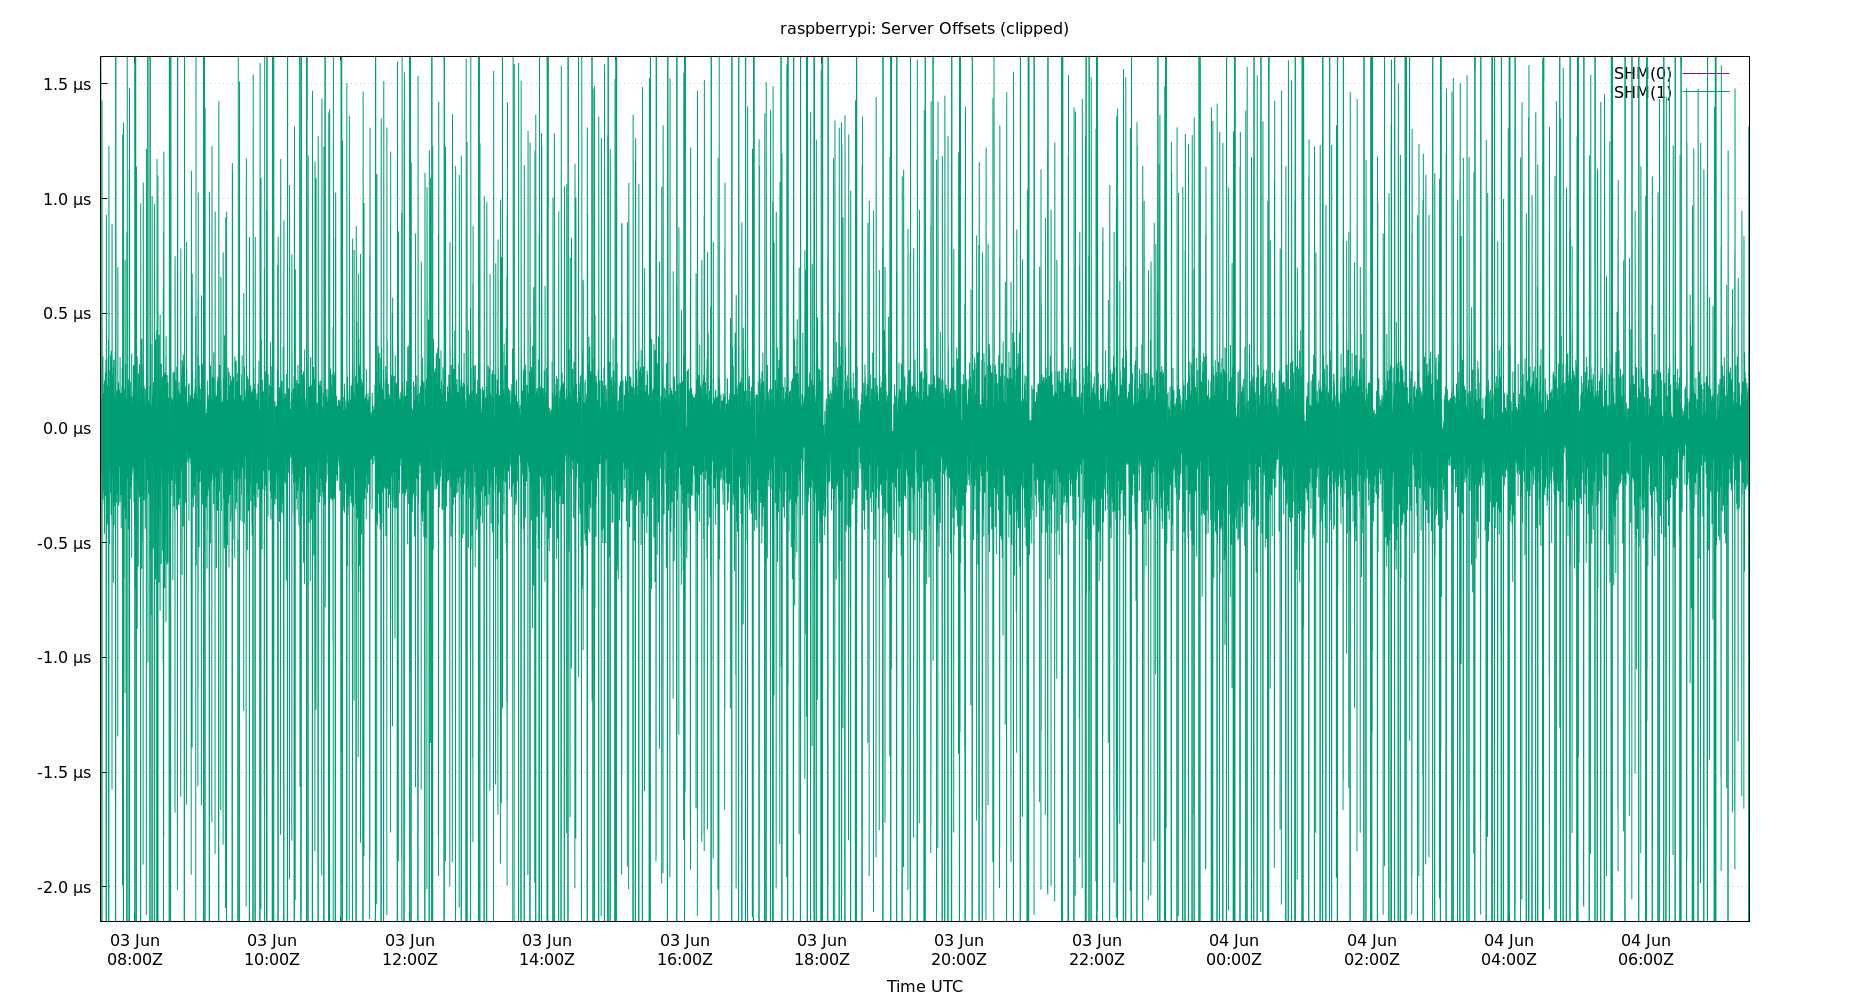 raspberrypi: Server Offsets (clipped)
SHM(0)
SHM(1)
1.5 μs
1.0 μs
0.5 μs
0.0 μs
-0.5 μs
-1.0 μs
-1.5 μs
-2.0 μs
03 Jun 03 Jun 03 Jun 03 Jun 03 Jun 03 Jun 03 Jun 03 Jun 04 Jun 04 Jun 04 Jun 04 Jun
08:00Z 10:00Z 12:00Z 14:00Z 16:00Z 18:00Z 20:00Z 22:00Z 00:00Z 02:00Z 04:00Z 06:00Z
Time UTC